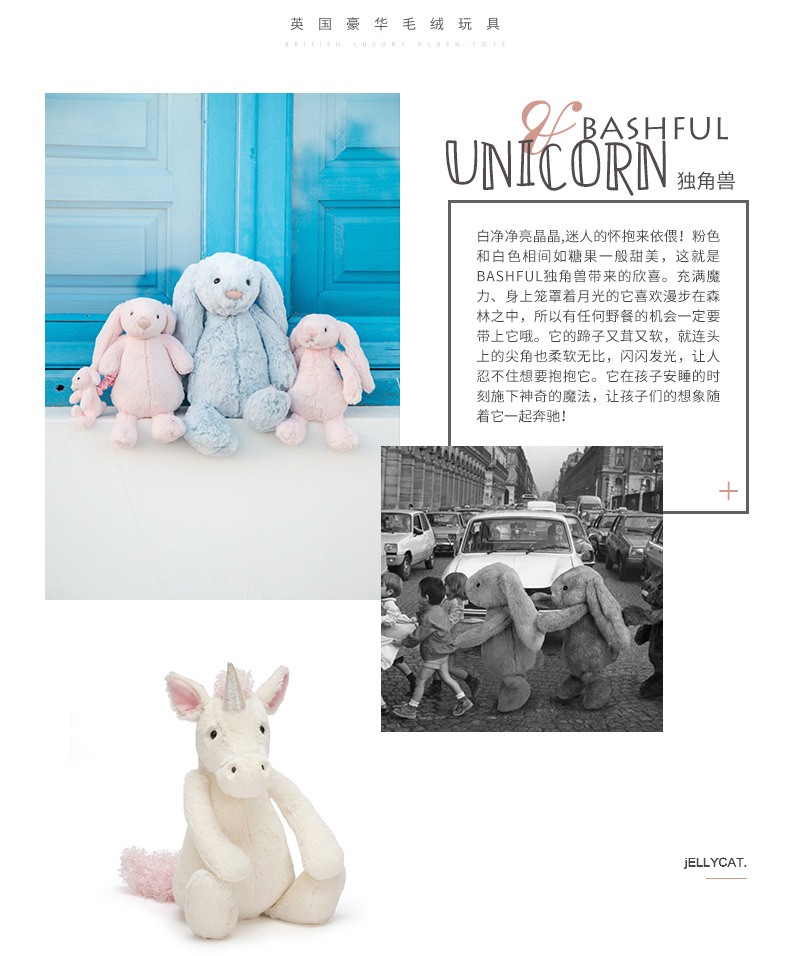 英国豪华毛绒玩具
BRITISH LUXURY PLUSH TOYS
BASHFUL
UNICORN 独角兽
白净净亮晶晶,迷人的怀抱来依偎！粉色
和白色相间如糖果一般甜美，这就是
BASHFUL独角兽带来的欣喜。充满魔
力、身上笼罩着月光的它喜欢漫步在森
林之中，所以有任何野餐的机会一定要
带上它哦。它的蹄子又茸又软，就连头
上的尖角也柔软无比，闪闪发光，让人
忍不住想要抱抱它。它在孩子安睡的时
刻施下神奇的魔法，让孩子们的想象随
着它一起奔驰！
jELLYCAT.